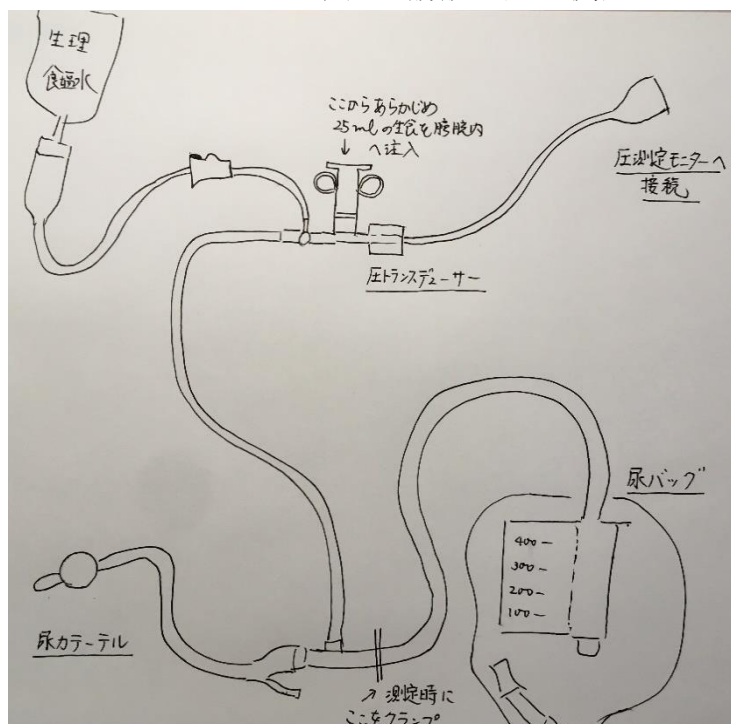 生理
食塩水
ここからあらかじめ
25mlの生食を膀胱内
へ注入
圧測定モニターへ
接続
圧トランスデューサー
尿バッグ
400
300
200
100
尿カテーテル
測定時に
ここをクランプ